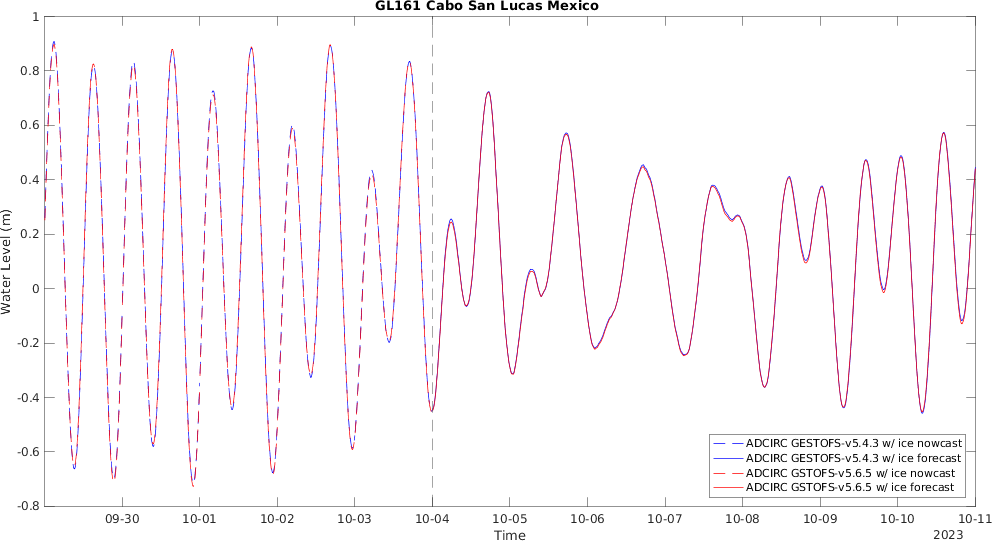 GL161 Cabo San Lucas Mexico
1
0.8
0.6
0.4
0.2
0
-0.2
-0.4
-0.6
-0.8
Water Level (m)
ADCIRC GESTOFS-v5.4.3 w/ ice nowcast
ADCIRC GESTOFS-v5.4.3 w/ ice forecast
ADCIRC GSTOFS-v5.6.5 w/ ice nowcast
ADCIRC GSTOFS-v5.6.5 w/ ice forecast
09-30 10-01 10-02 10-03 10-04 10-05 10-06 10-07 10-08 10-09 10-10 10-11
Time
2023